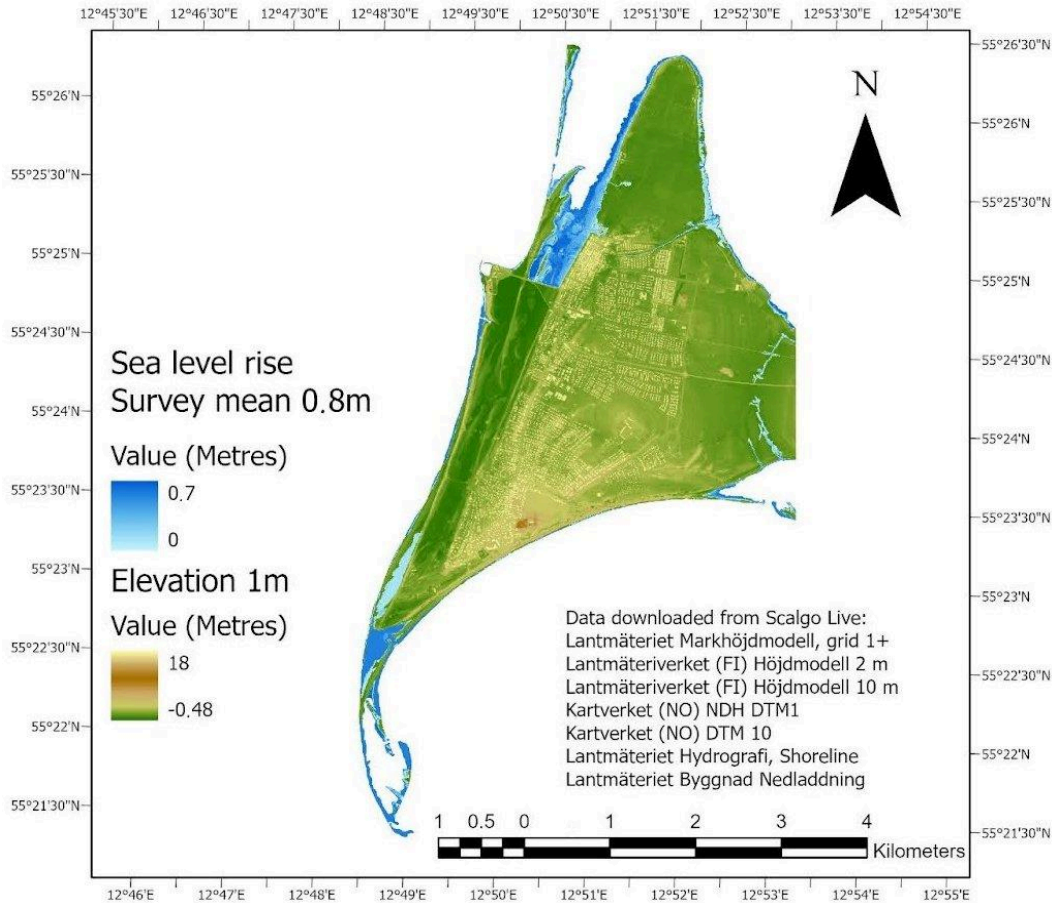 12°45'30"E 12°46'30"E 12°47'30"E 12°48'30"E 12°49'30"E 12°50'30"E 12°51'30"E 12°52'30"E 12°53'30"E 12°54'30"E
55°26'30"N
55°26'N
55°26'N
55°25'30"N
55°25'30"N
55°25'N
55°25'N
55°24'30"N
55°24'30"N
55°24'N
55°24'N
55°23'30"N
55°23'30"N
55°23'N
55°23'N
55°22'30"N
55°22'30"N
55°22'N
55°22'N
55°21'30"N
55°21'30"N
N
Sea level rise
Survey mean 0.8m
Value (Metres)
0.7
0
Elevation 1m
Value (Metres)
18
-0.48
Data downloaded from Scalgo Live:
Lantmäteriet Markhöjdmodell, grid 1+
Lantmäteriverket (FI) Höjdmodell 2 m
Lantmäteriverket (FI) Höjdmodell 10 m
Kartverket (NO) NDH DTM1
Kartverket (NO) DTM 10
Lantmäteriet Hydrografi, Shoreline
Lantmäteriet Byggnad Nedladdning
1 0.5 0 1 2 3 4
Kilometers
12°46'E 12°47'E 12°48'E 12°49'E 12°50'E 12°51'E 12°52'E 12°53'E 12°54'E 12°55'E